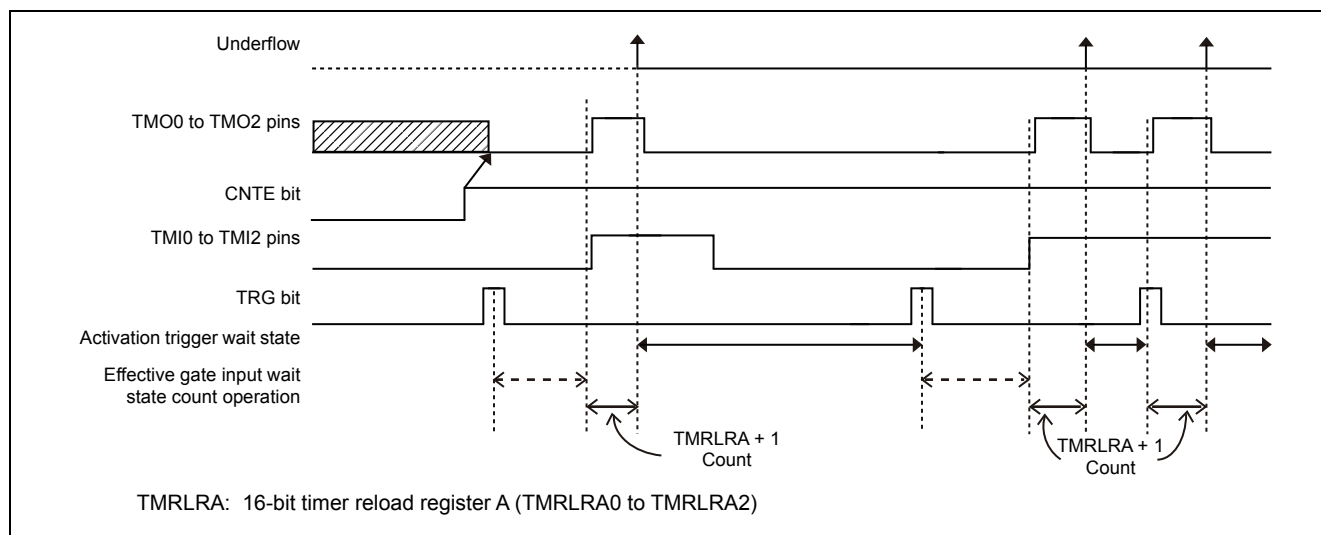 Underflow
TMO0 to TMO2 pins
CNTE bit
TMI0 to TMI2 pins
TRG bit
Activation trigger wait state
Effective gate input wait
state count operation
TMRLRA + 1
Count
TMRLRA + 1
Count
TMRLRA: 16-bit timer reload register A (TMRLRA0 to TMRLRA2)